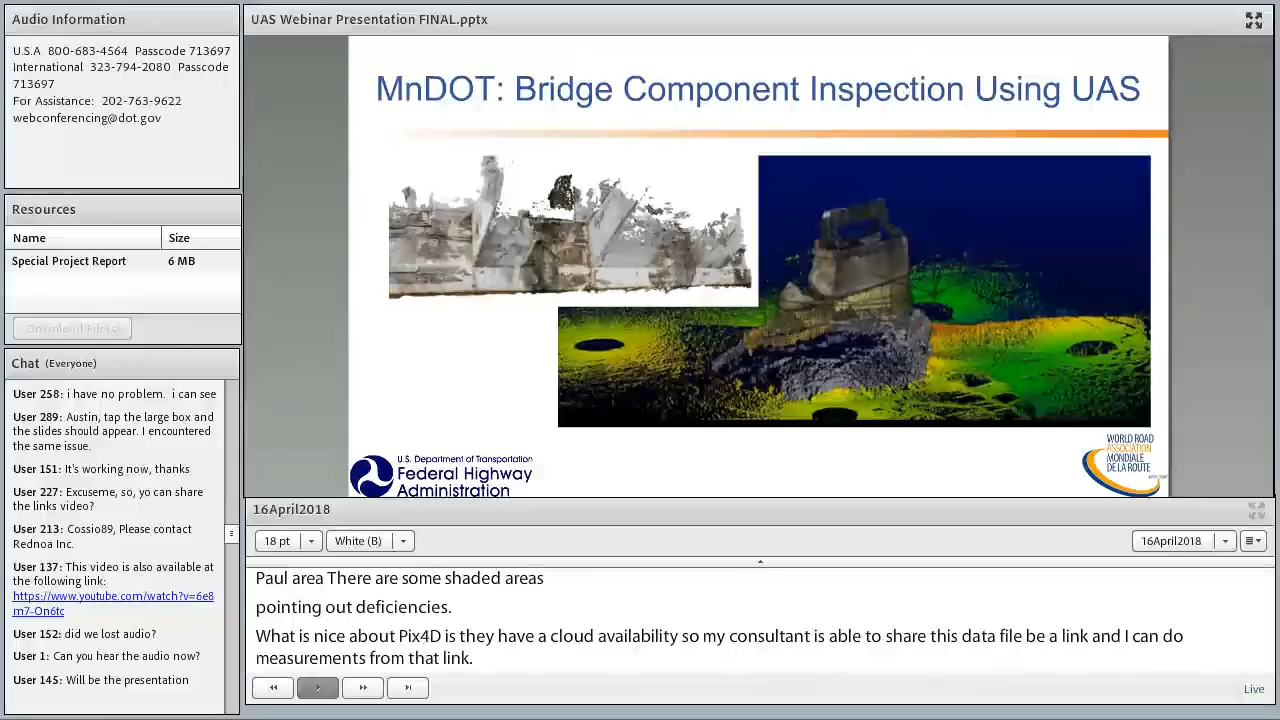 Audio Information
U.S.A 800-683-4564 Passcode 713697
International 323-794-2080 Passcode
713697
For Assistance: 202-763-9622
webconferencing@dot.gov
Resources
Name Size
Special Project Report 6 MB
Download File(s)
Chat (Everyone)
User 258: i have no problem. i can see
User 289: Austin, tap the large box and
the slides should appear. I encountered
the same issue.
User 151: It's working now, thanks
User 227: Excuseme, so, yo can share
the links video?
User 213: Cossio89, Please contact
Rednoa Inc.
User 137: This video is also available at
the following link:
https://www.youtube.com/watch?v=6e8
m7-On6tc
User 152: did we lost audio?
User 1: Can you hear the audio now?
User 145: Will be the presentation
UAS Webinar Presentation FINAL.pptx
MnDOT: Bridge Component Inspection Using UAS
U.S. Department of Transportation
Federal Highway
Administration
WORLD ROAD
ASSOCIATION
MONDIALE
DE LA ROUTE
16April2018
18 pt White (B) 16April2018
Paul area There are some shaded areas
pointing out deficiencies.
What is nice about Pix4D is they have a cloud availability so my consultant is able to share this data file be a link and I can do
measurements from that link.
Live